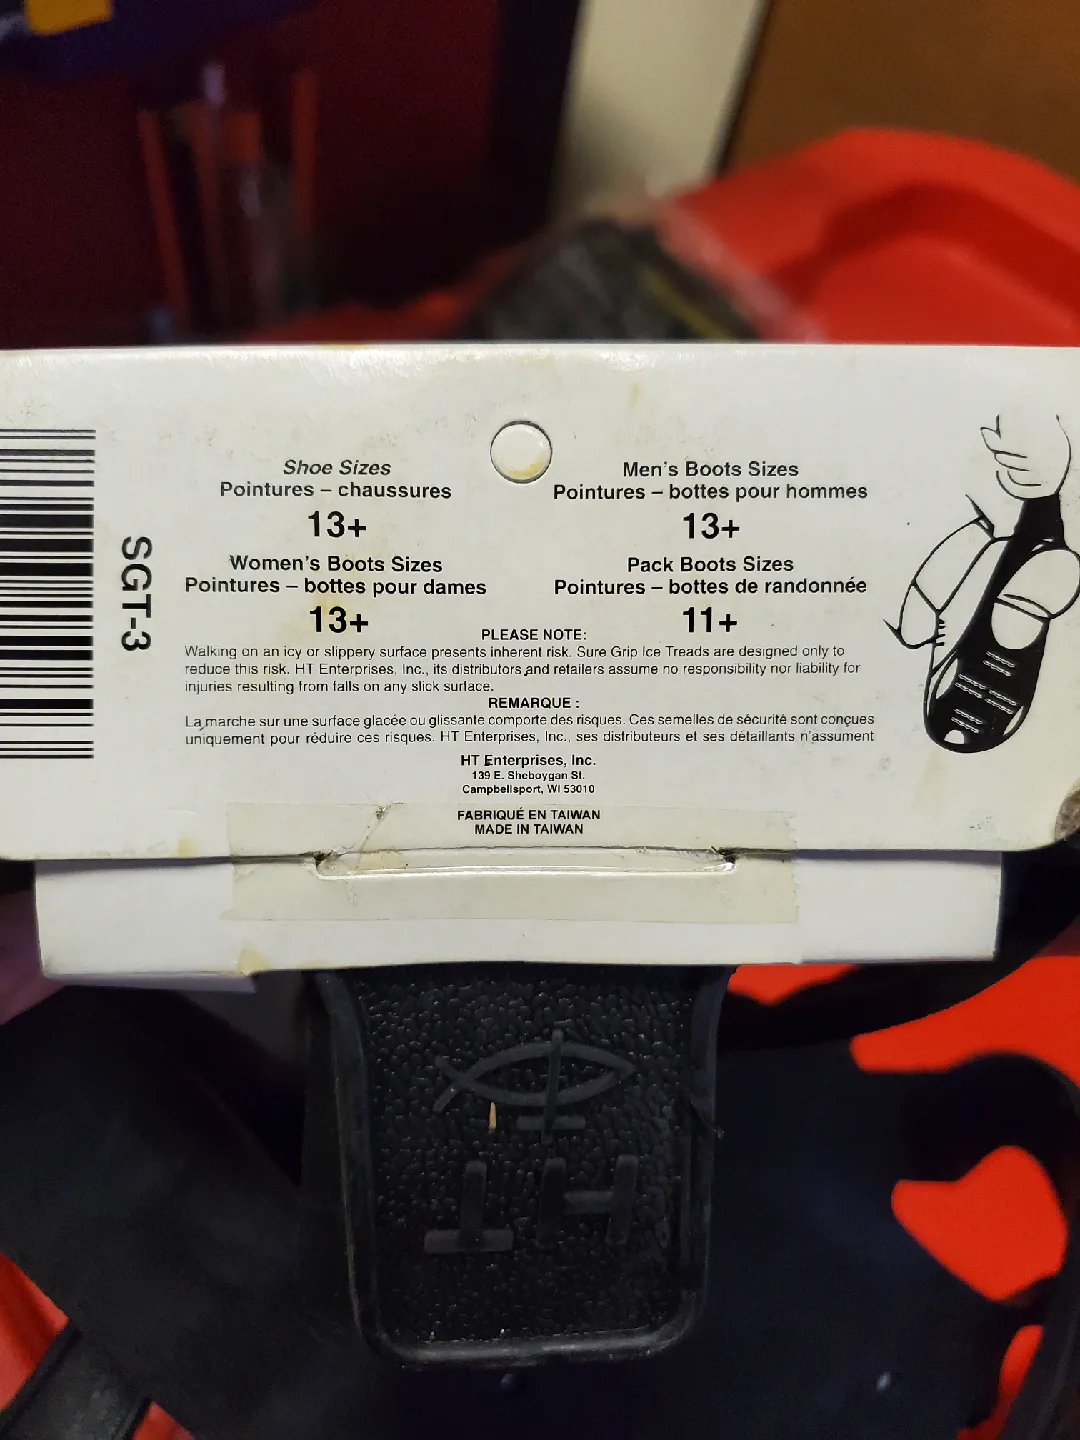 SGT-3
Shoe Sizes
Pointures – chaussures
13+
Men's Boots Sizes
Pointures – bottes pour hommes
13+
Women's Boots Sizes
Pointures – bottes pour dames
13+
Pack Boots Sizes
Pointures – bottes de randonnée
11+
PLEASE NOTE:
Walking on an icy or slippery surface presents inherent risk. Sure Grip Ice Treads are designed only to
reduce this risk. HT Enterprises, Inc., its distributors and retailers assume no responsibility nor liability for
injuries resulting from falls on any slick surface.
REMARQUE :
La marche sur une surface glacée ou glissante comporte des risques. Ces semelles de sécurité sont conçues
uniquement pour réduire ces risques. HT Enterprises, Inc., ses distributeurs et ses détaillants n'assument
HT Enterprises, Inc.
139 E. Sheboygan St.
Campbellsport, WI 53010
FABRIQUÉ EN TAIWAN
MADE IN TAIWAN
HT